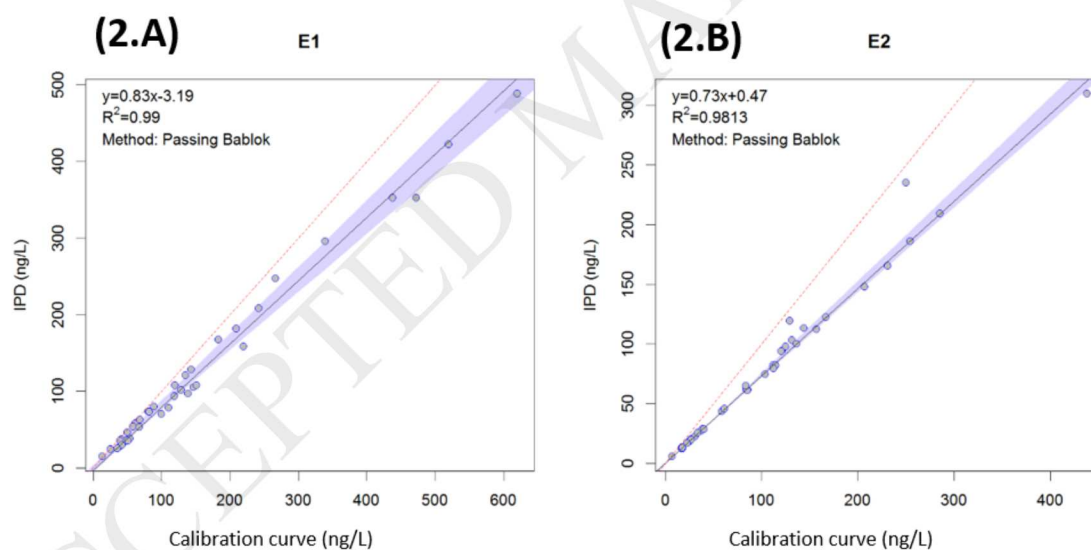 (2.A)
E1
y=0.83x-3.19
R²=0.99
Method: Passing Bablok
500
400
300
200
100
0
IPD (ng/L)
0 100 200 300 400 500 600
Calibration curve (ng/L)
(2.B)
E2
y=0.73x+0.47
R²=0.9813
Method: Passing Bablok
300
250
200
150
100
50
0
IPD (ng/L)
0 100 200 300 400
Calibration curve (ng/L)
CEPTED MA